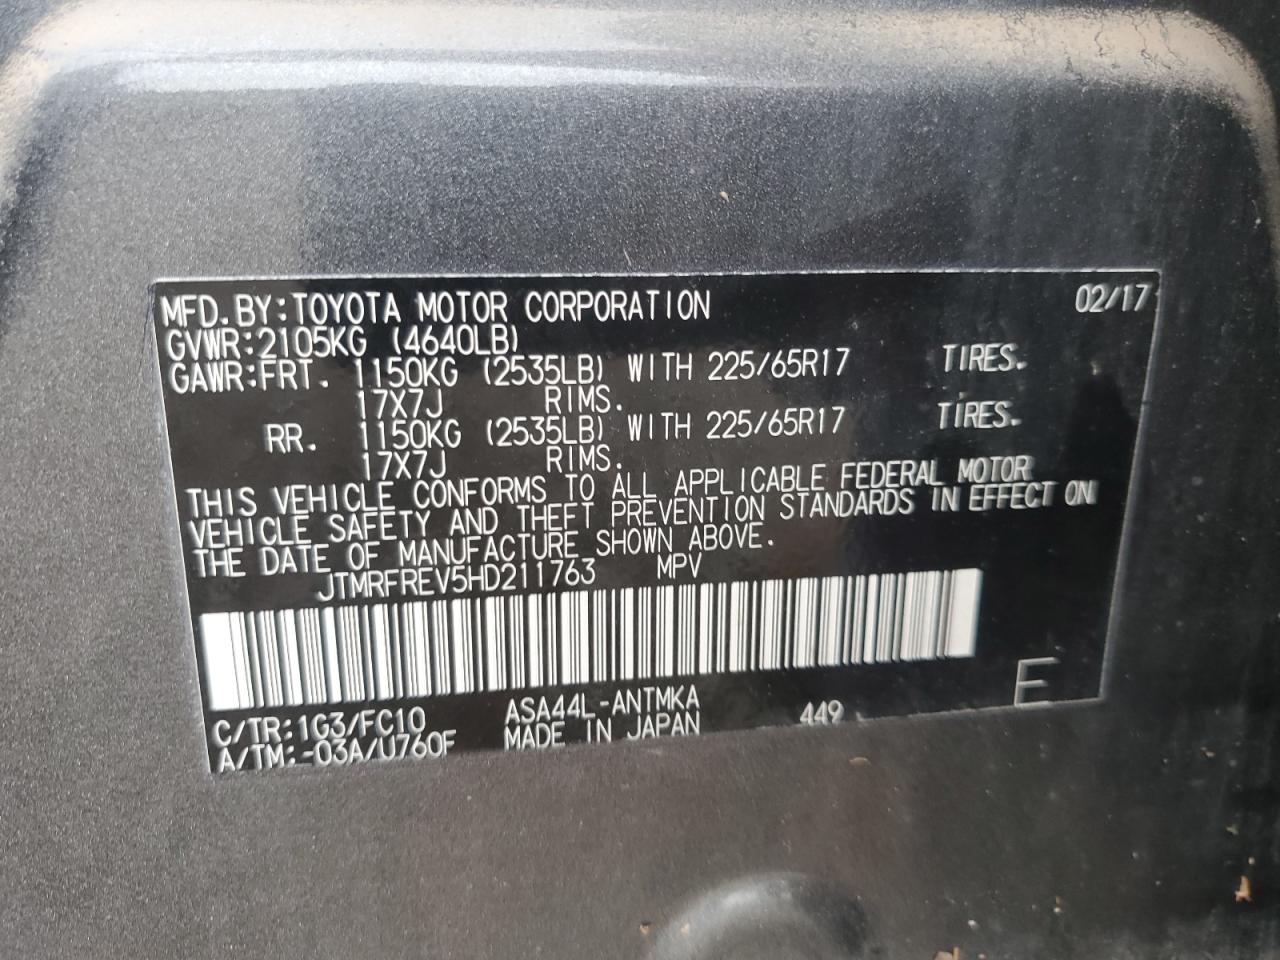 MFD. BY: TOYOTA MOTOR CORPORATION 02/17
GVWR: 2105KG (4640LB)
GAWR: FRT. 1150KG (2535LB) WITH 225/65R17 TIRES.
17X7J RIMS.
RR. 1150KG (2535LB) WITH 225/65R17 TIRES.
17X7J RIMS.
THIS VEHICLE CONFORMS TO ALL APPLICABLE FEDERAL MOTOR
VEHICLE SAFETY AND THEFT PREVENTION STANDARDS IN EFFECT ON
THE DATE OF MANUFACTURE SHOWN ABOVE.
JTMRFREV5HD211763 MPV
E
C/TR: 1G3/FC10 ASA44L-ANTMKA 449
A/TM: -03A/U760F MADE IN JAPAN